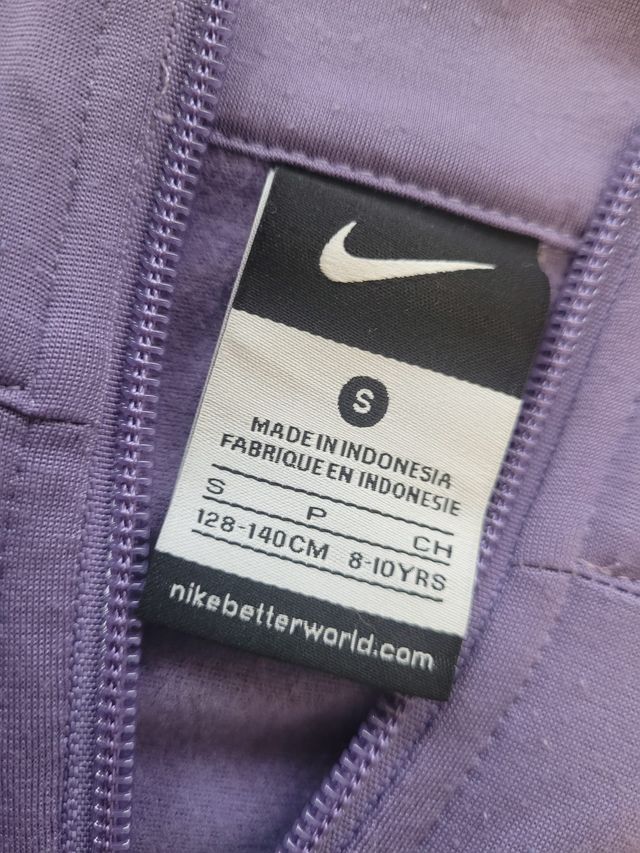 S
MADE IN INDONESIA
FABRIQUE EN INDONESIE
S P CH
128-140CM 8-10YRS
nikebetterworld.com